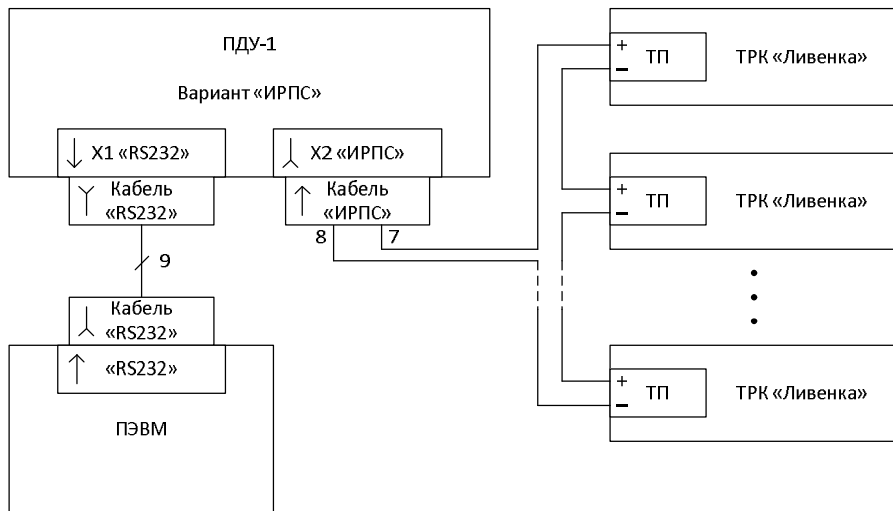 ПДУ-1
Вариант «ИРПС»
X1 «RS232»
X2 «ИРПС»
Кабель
«RS232»
Кабель
«ИРПС»
8
7
9
Кабель
«RS232»
«RS232»
ПЭВМ
+
−
ТП
ТРК «Ливенка»
+
−
ТП
ТРК «Ливенка»
+
−
ТП
ТРК «Ливенка»